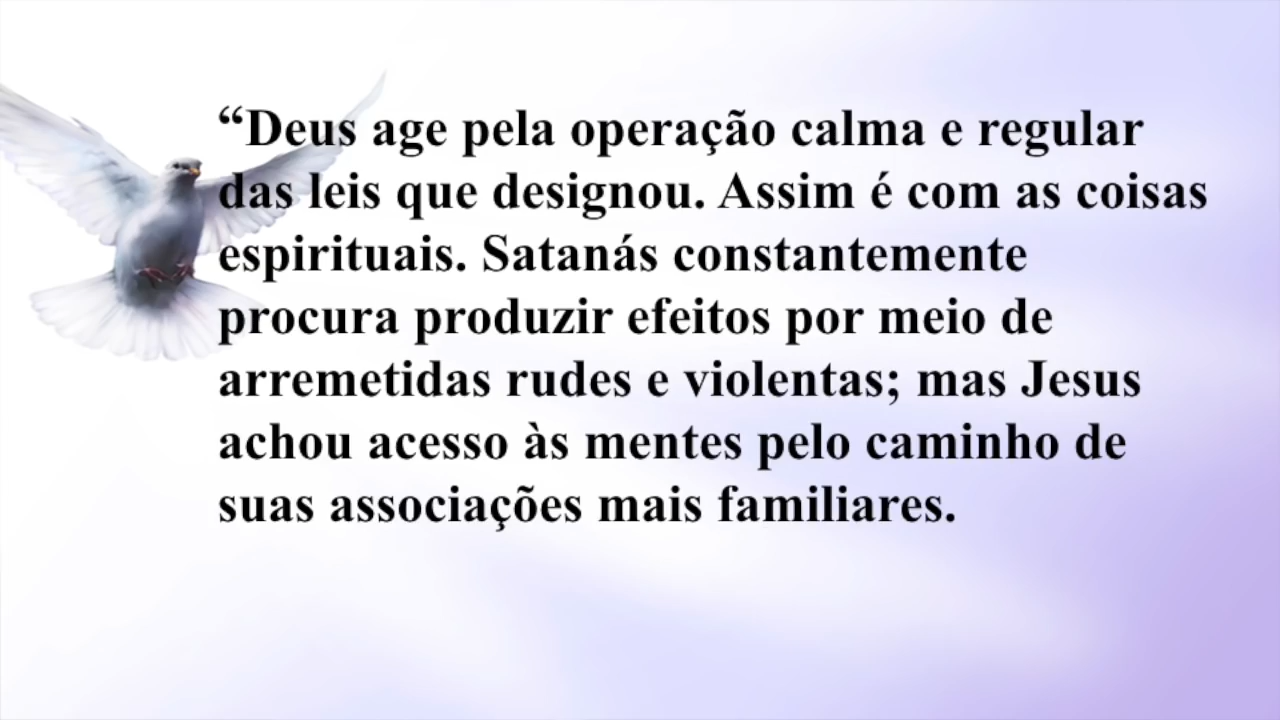 “Deus age pela operação calma e regular
das leis que designou. Assim é com as coisas
espirituais. Satanás constantemente
procura produzir efeitos por meio de
arremetidas rudes e violentas; mas Jesus
achou acesso às mentes pelo caminho de
suas associações mais familiares.